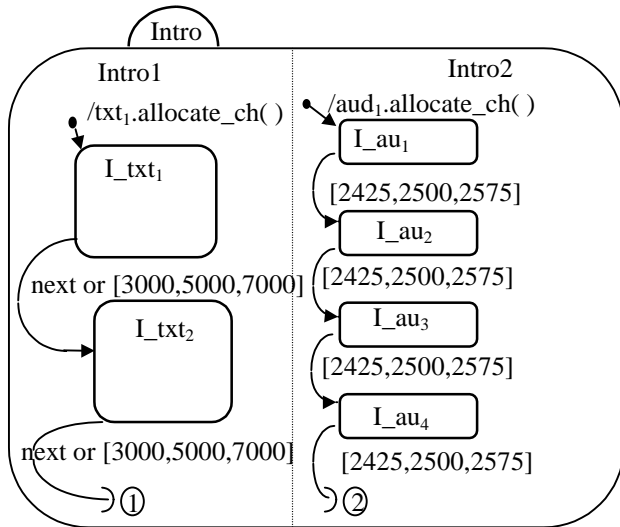 Intro
Intro1
/txt₁.allocate_ch( )
I_txt₁
next or [3000,5000,7000]
I_txt₂
next or [3000,5000,7000]
1
Intro2
/aud₁.allocate_ch( )
I_au₁
[2425,2500,2575]
I_au₂
[2425,2500,2575]
I_au₃
[2425,2500,2575]
I_au₄
[2425,2500,2575]
2